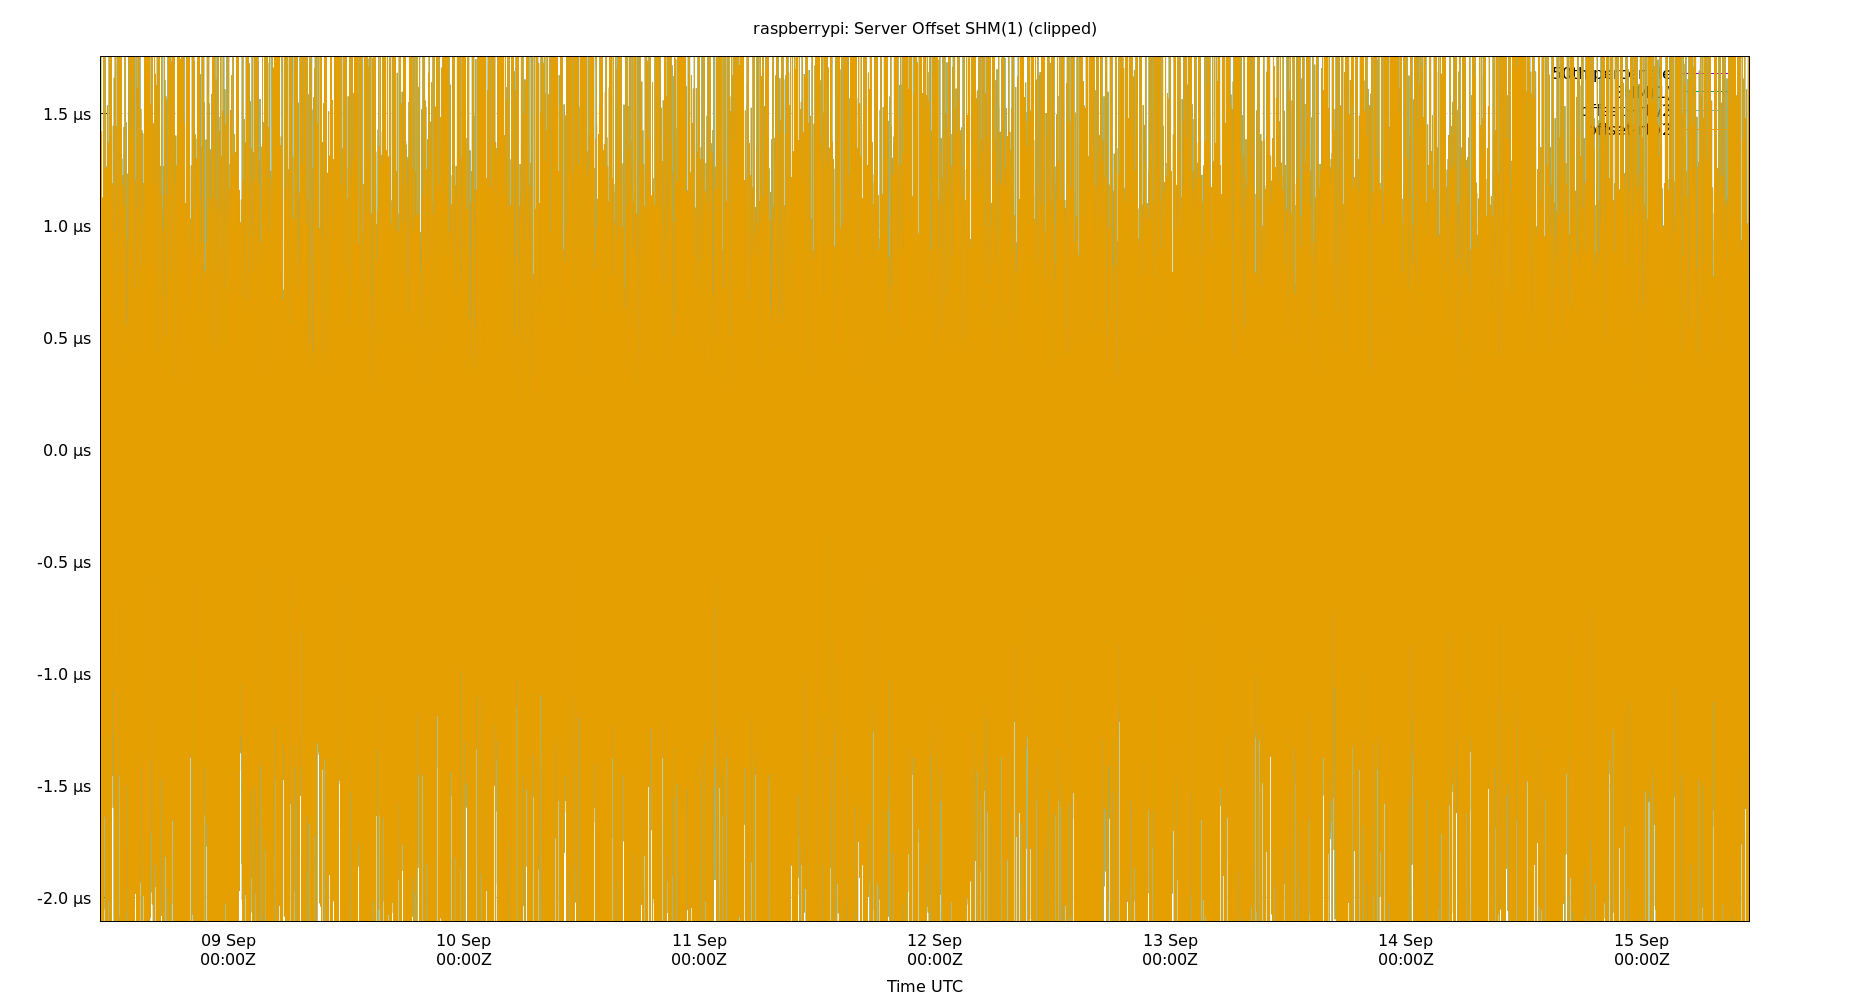 raspberrypi: Server Offset SHM(1) (clipped)
1.5 µs
1.0 µs
0.5 µs
0.0 µs
-0.5 µs
-1.0 µs
-1.5 µs
-2.0 µs
09 Sep 10 Sep 11 Sep 12 Sep 13 Sep 14 Sep 15 Sep
00:00Z 00:00Z 00:00Z 00:00Z 00:00Z 00:00Z 00:00Z
Time UTC